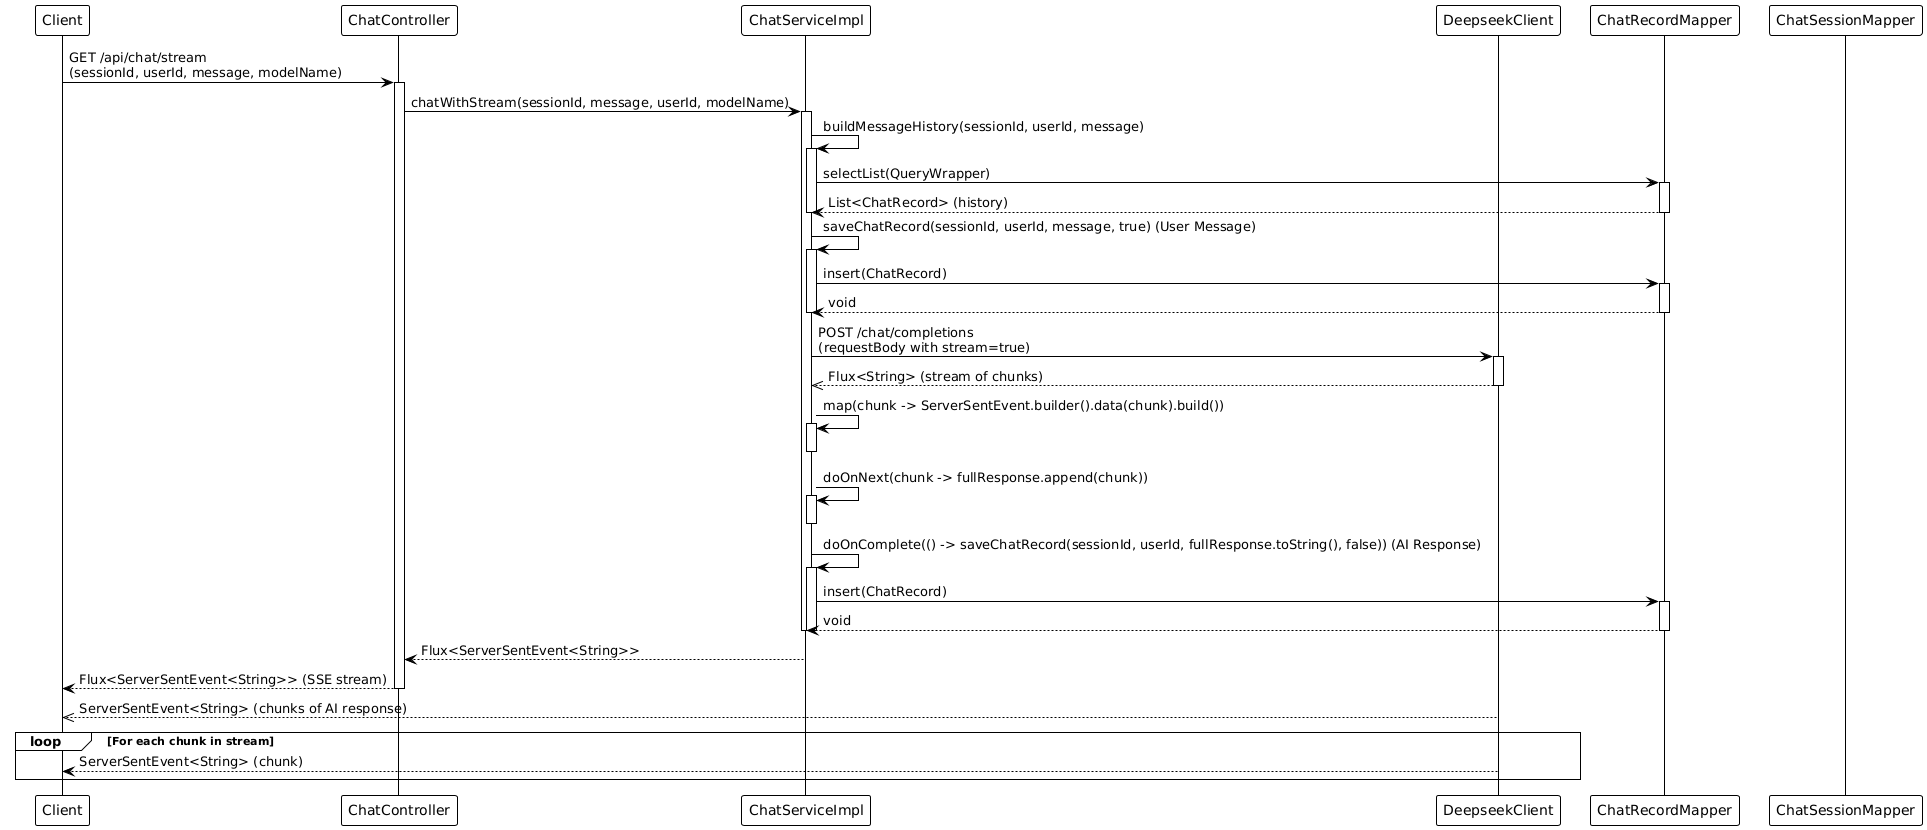 Client
ChatController
ChatServiceImpl
DeepseekClient
ChatRecordMapper
ChatSessionMapper
GET /api/chat/stream
(sessionId, userId, message, modelName)
chatWithStream(sessionId, message, userId, modelName)
buildMessageHistory(sessionId, userId, message)
selectList(QueryWrapper)
List<ChatRecord> (history)
saveChatRecord(sessionId, userId, message, true) (User Message)
insert(ChatRecord)
void
POST /chat/completions
(requestBody with stream=true)
Flux<String> (stream of chunks)
map(chunk -> ServerSentEvent.builder().data(chunk).build())
doOnNext(chunk -> fullResponse.append(chunk))
doOnComplete(() -> saveChatRecord(sessionId, userId, fullResponse.toString(), false)) (AI Response)
insert(ChatRecord)
void
Flux<ServerSentEvent<String>>
Flux<ServerSentEvent<String>> (SSE stream)
ServerSentEvent<String> (chunks of AI response)
loop [For each chunk in stream]
ServerSentEvent<String> (chunk)
Client
ChatController
ChatServiceImpl
DeepseekClient
ChatRecordMapper
ChatSessionMapper